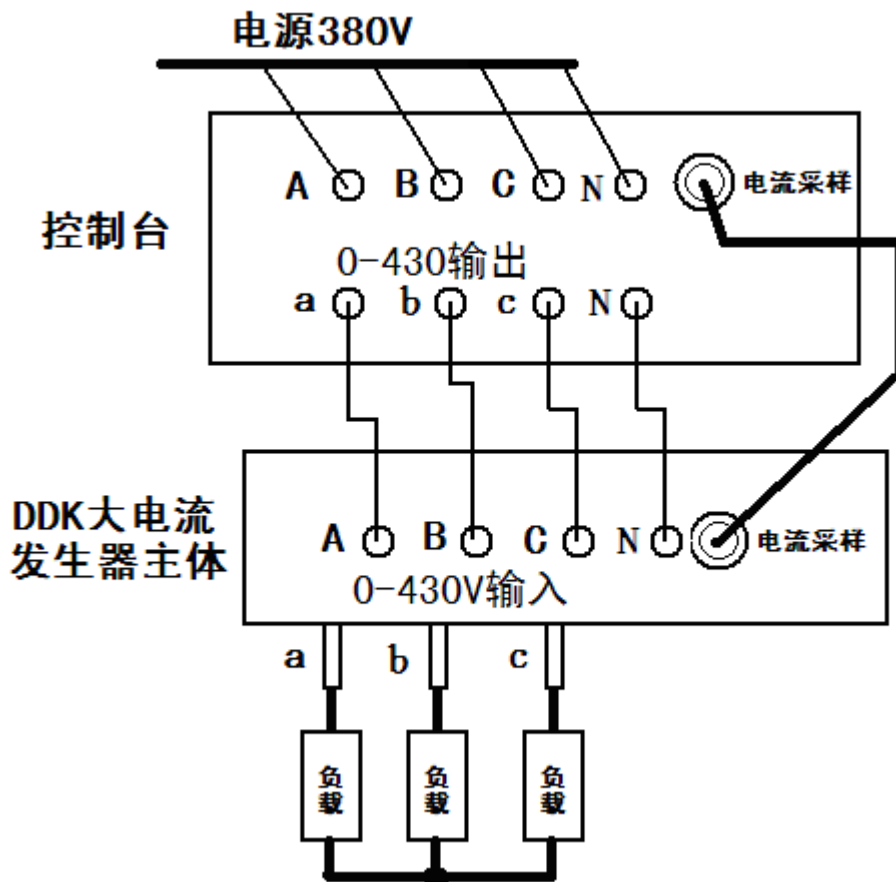 电源380V
A B C N 电流采样
控制台
0-430输出
a b c N
DDK大电流
发生器主体
A B C N 电流采样
0-430V输入
a b c
负载 负载 负载